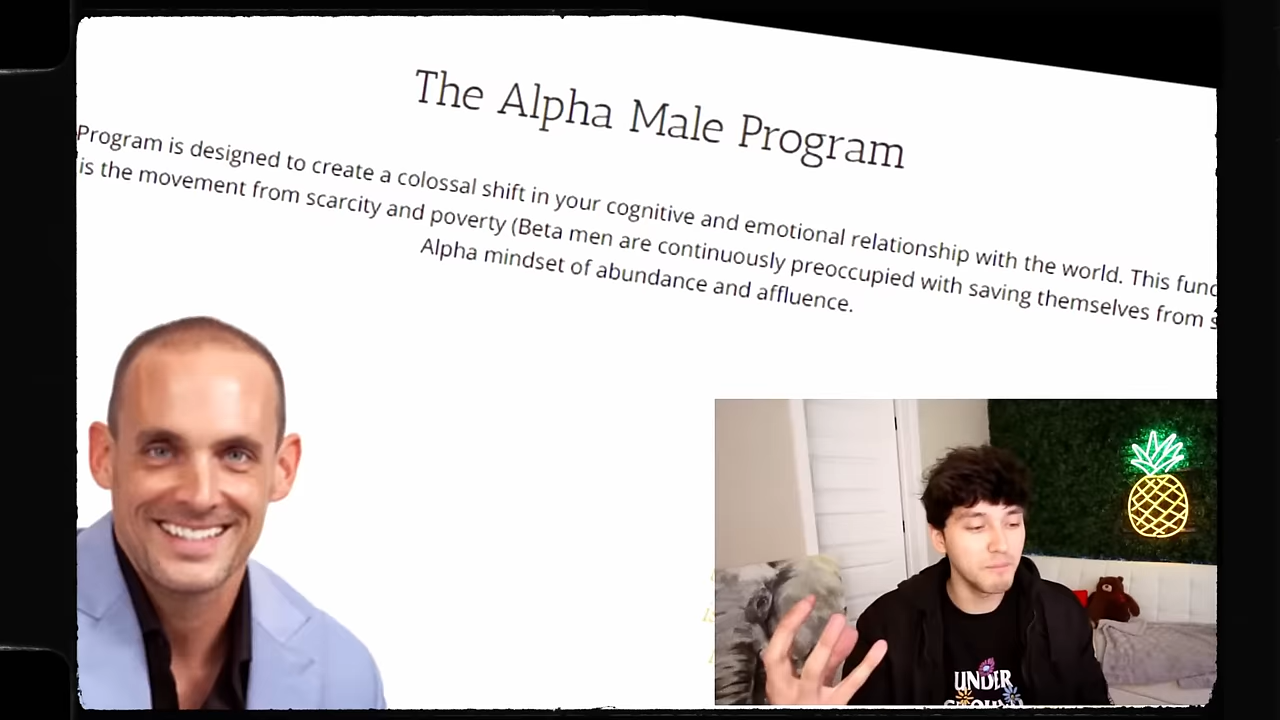 The Alpha Male Program
Program is designed to create a colossal shift in your cognitive and emotional relationship with the world. This
is the movement from scarcity and poverty (Beta men are continuously preoccupied with saving themselves from
Alpha mindset of abundance and affluence.
UNDER